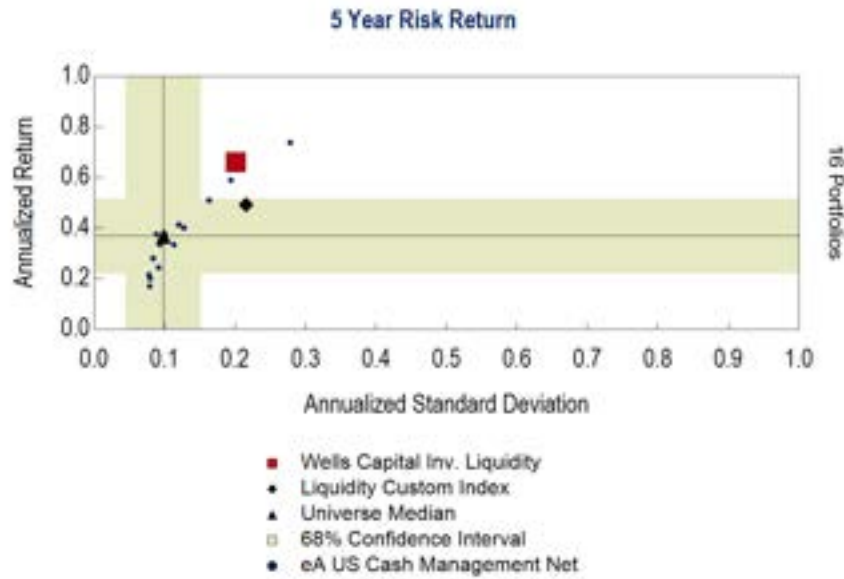 5 Year Risk Return
1.0
0.8
0.6
0.4
0.2
0.0
Annualized Return
16 Portfolios
0.0 0.1 0.2 0.3 0.4 0.5 0.6 0.7 0.8 0.9 1.0
Annualized Standard Deviation
Wells Capital Inv. Liquidity
Liquidity Custom Index
Universe Median
68% Confidence Interval
eA US Cash Management Net